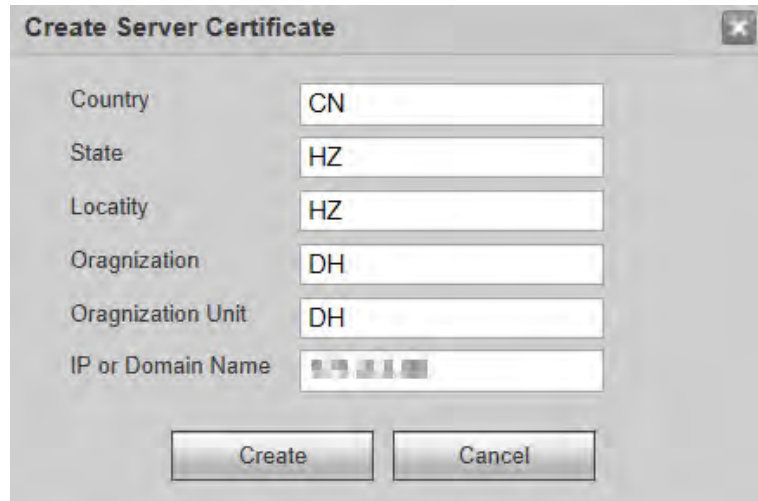 Create Server Certificate
Country CN
State HZ
Locatity HZ
Oragnization DH
Oragnization Unit DH
IP or Domain Name
Create Cancel